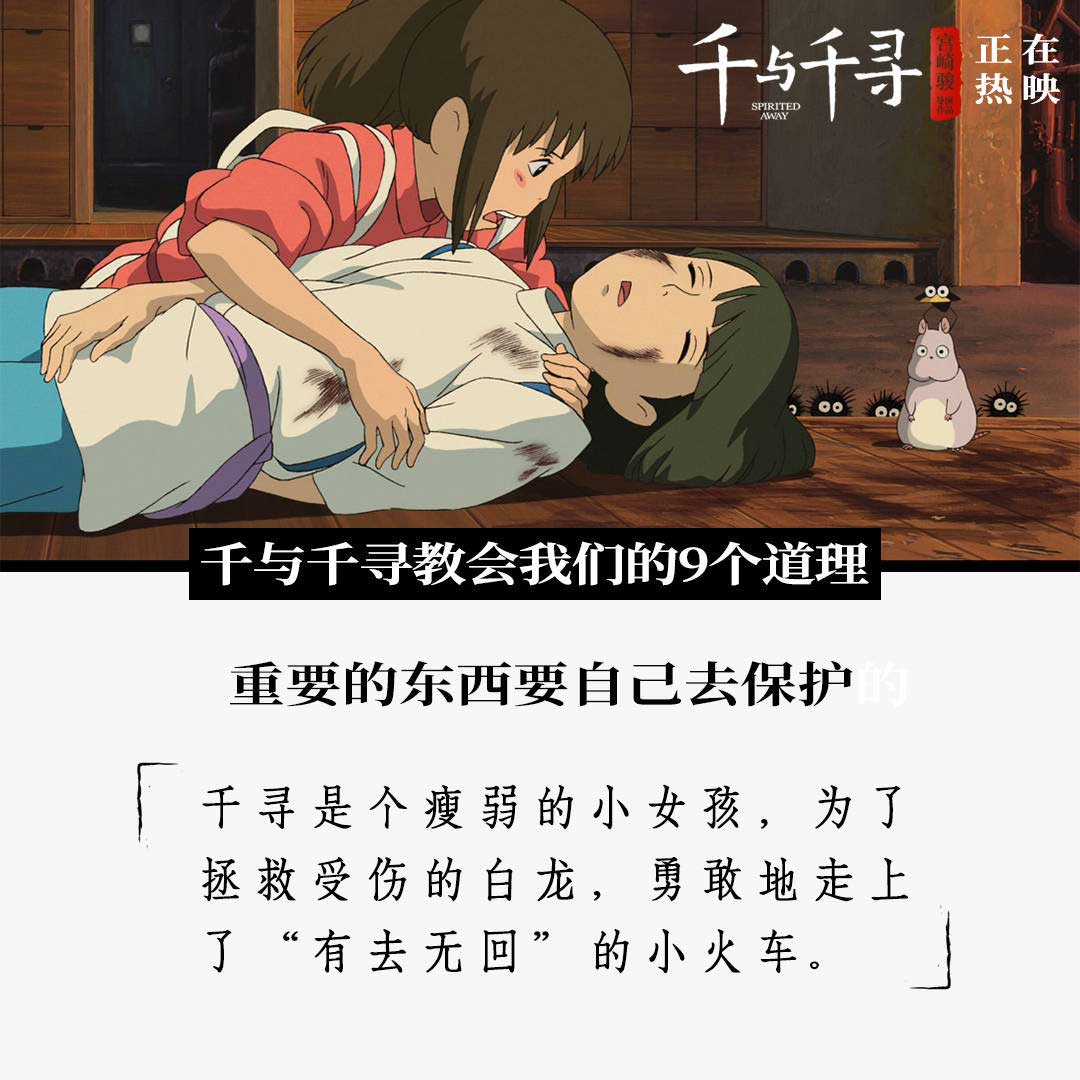 千与千寻
SPIRITED
AWAY
宫崎骏
正在
热映
千与千寻教会我们的9个道理
重要的东西要自己去保护的
千寻是个瘦弱的小女孩，为了
拯救受伤的白龙，勇敢地走上
了“有去无回”的小火车。